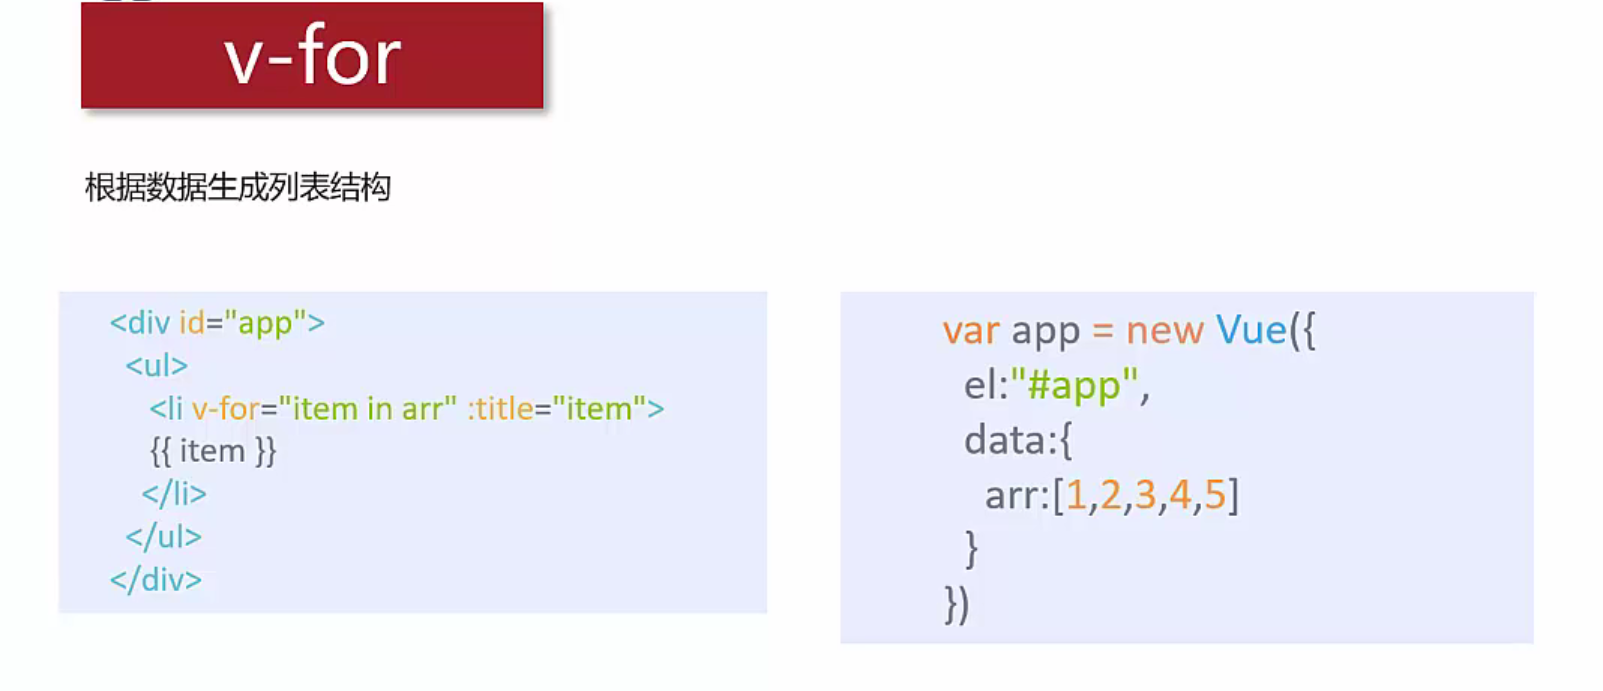 v-for
根据数据生成列表结构
<div id="app">
<ul>
<li v-for="item in arr" :title="item">
{{ item }}
</li>
</ul>
</div>
var app = new Vue({
el:"#app",
data:{
arr:[1,2,3,4,5]
}
})